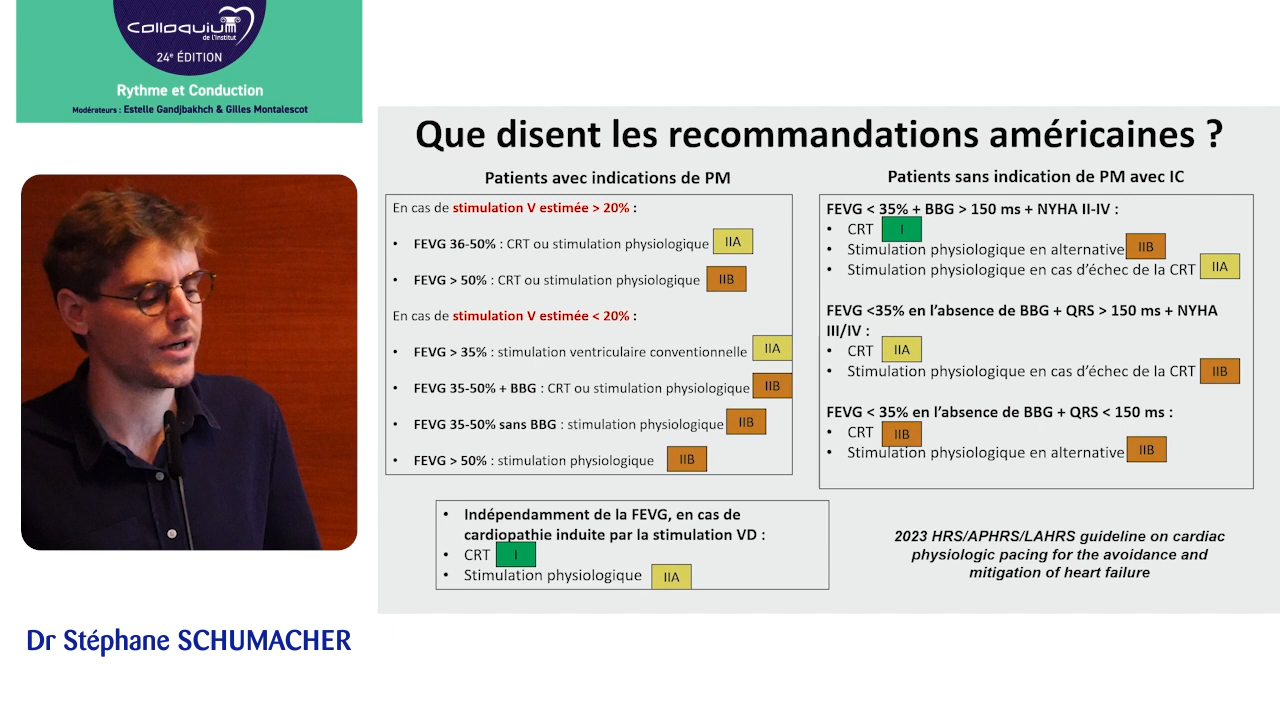 Colloquium
de l'Institut
24e ÉDITION
Rythme et Conduction
Modérateurs : Estelle Gandjbakhch & Gilles Montalescot
Dr Stéphane SCHUMACHER
Que disent les recommandations américaines ?
Patients avec indications de PM
En cas de stimulation V estimée > 20% :
• FEVG 36-50% : CRT ou stimulation physiologique IIA
• FEVG > 50% : CRT ou stimulation physiologique IIB
En cas de stimulation V estimée < 20% :
• FEVG > 35% : stimulation ventriculaire conventionnelle IIA
• FEVG 35-50% + BBG : CRT ou stimulation physiologique IIB
• FEVG 35-50% sans BBG : stimulation physiologique IIB
• FEVG > 50% : stimulation physiologique IIB
Patients sans indication de PM avec IC
FEVG < 35% + BBG > 150 ms + NYHA II-IV :
• CRT I
• Stimulation physiologique en alternative IIB
• Stimulation physiologique en cas d'échec de la CRT IIA
FEVG <35% en l'absence de BBG + QRS > 150 ms + NYHA
III/IV :
• CRT IIA
• Stimulation physiologique en cas d'échec de la CRT IIB
FEVG < 35% en l'absence de BBG + QRS < 150 ms :
• CRT IIB
• Stimulation physiologique en alternative IIB
• Indépendamment de la FEVG, en cas de
cardiopathie induite par la stimulation VD :
• CRT I
• Stimulation physiologique IIA
2023 HRS/APHRS/LAHRS guideline on cardiac
physiologic pacing for the avoidance and
mitigation of heart failure